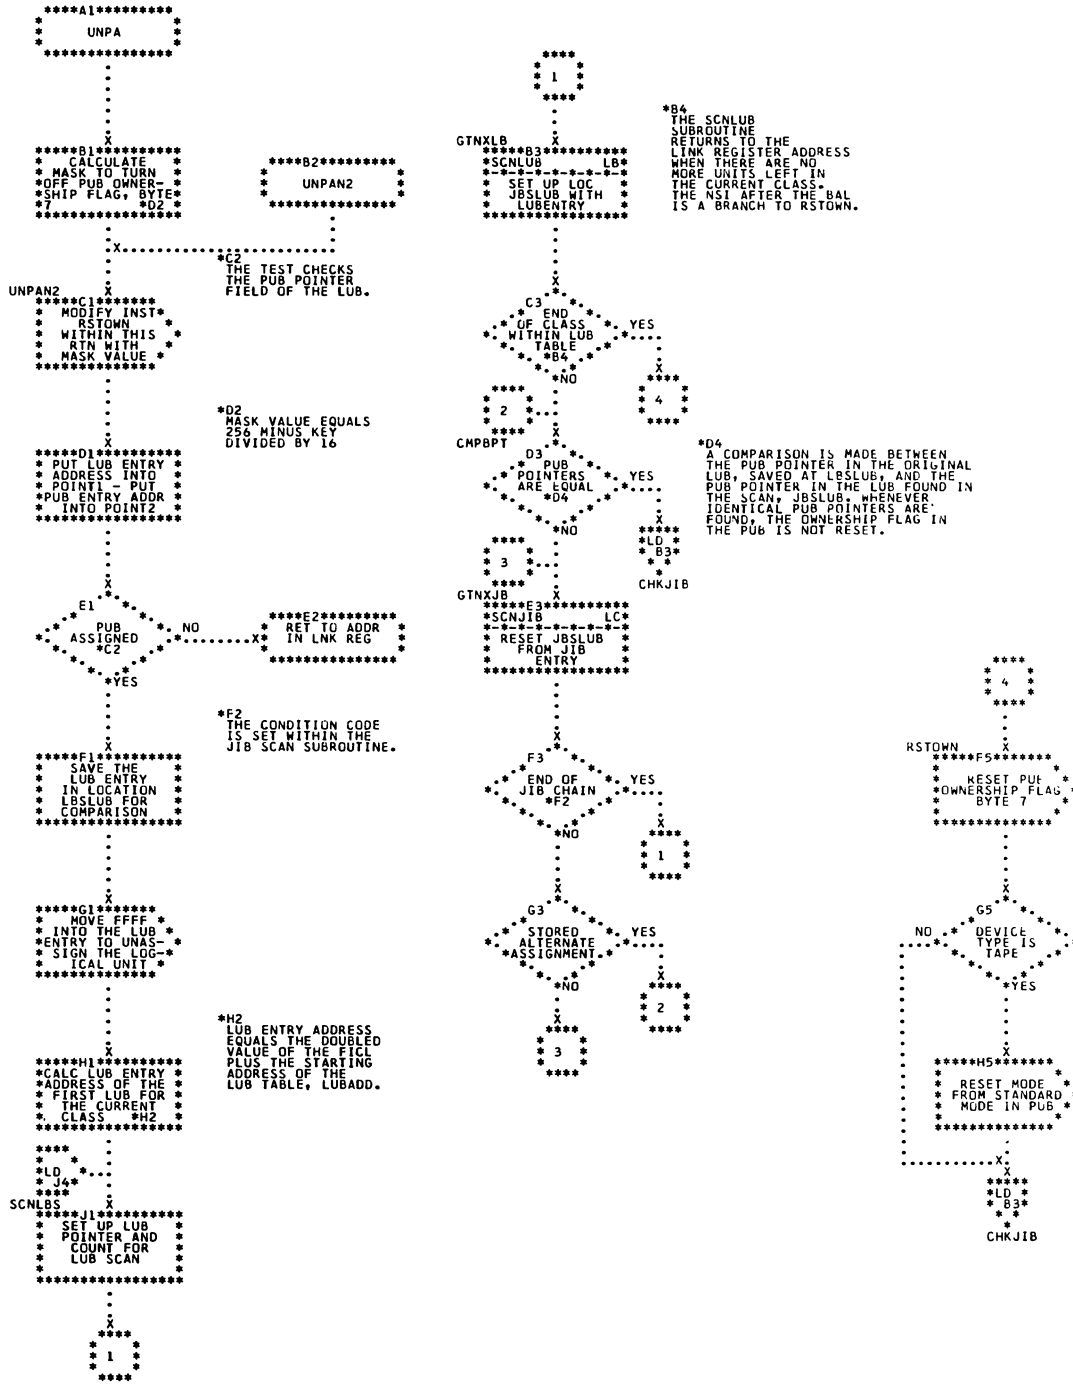 A1
UNPA
B1
CALCULATE
MASK TO TURN
OFF PUB OWNER-
SHIP FLAG, BYTE
7 *D2
B2
UNPAN2
*C2
THE TEST CHECKS
THE PUB POINTER
FIELD OF THE LUB.
UNPAN2
C1
MODIFY INST
RSTOWN
WITHIN THIS
RTN WITH
MASK VALUE
*D2
MASK VALUE EQUALS
256 MINUS KEY
DIVIDED BY 16
D1
PUT LUB ENTRY
ADDRESS INTO
POINT1 - PUT
PUB ENTRY ADDR
INTO POINT2
E1
PUB
ASSIGNED
*C2
NO
YES
E2
RET TO ADDR
IN LNK REG
*F2
THE CONDITION CODE
IS SET WITHIN THE
JIB SCAN SUBROUTINE.
F1
SAVE THE
LUB ENTRY
IN LOCATION
LBSLUB FOR
COMPARISON
G1
MOVE FFFF
INTO THE LUB
ENTRY TO UNAS-
SIGN THE LOG-
ICAL UNIT
*H2
LUB ENTRY ADDRESS
EQUALS THE DOUBLED
VALUE OF THE FICL
PLUS THE STARTING
ADDRESS OF THE
LUB TABLE, LUBADD.
H1
CALC LUB ENTRY
ADDRESS OF THE
FIRST LUB FOR
THE CURRENT
CLASS *H2
LD
J4
SCNLBS
J1
SET UP LUB
POINTER AND
COUNT FOR
LUB SCAN
1
1
GTNXLB
B3
SCNLUB LB
SET UP LOC
JBSLUB WITH
LUBENTRY
*B4
THE SCNLUB
SUBROUTINE
RETURNS TO THE
LINK REGISTER ADDRESS
WHEN THERE ARE NO
MORE UNITS LEFT IN
THE CURRENT CLASS.
THE NSI AFTER THE BAL
IS A BRANCH TO RSTOWN.
C3
END
OF CLASS
WITHIN LUB
TABLE
*B4
YES
NO
4
2
CMPBPT
D3
PUB
POINTERS
ARE EQUAL
*D4
YES
NO
LD
B3
CHKJIB
*D4
A COMPARISON IS MADE BETWEEN
THE PUB POINTER IN THE ORIGINAL
LUB, SAVED AT LBSLUB, AND THE
PUB POINTER IN THE LUB FOUND IN
THE SCAN, JBSLUB. WHENEVER
IDENTICAL PUB POINTERS ARE
FOUND, THE OWNERSHIP FLAG IN
THE PUB IS NOT RESET.
3
GTNXJB
E3
SCNJIB LC
RESET JBSLUB
FROM JIB
ENTRY
F3
END OF
JIB CHAIN
*F2
YES
NO
1
G3
STORED
ALTERNATE
ASSIGNMENT
YES
NO
2
3
4
RSTOWN
F5
RESET PUB
OWNERSHIP FLAG
BYTE 7
G5
DEVICE
TYPE IS
TAPE
NO
YES
H5
RESET MODE
FROM STANDARD
MODE IN PUB
LD
B3
CHKJIB